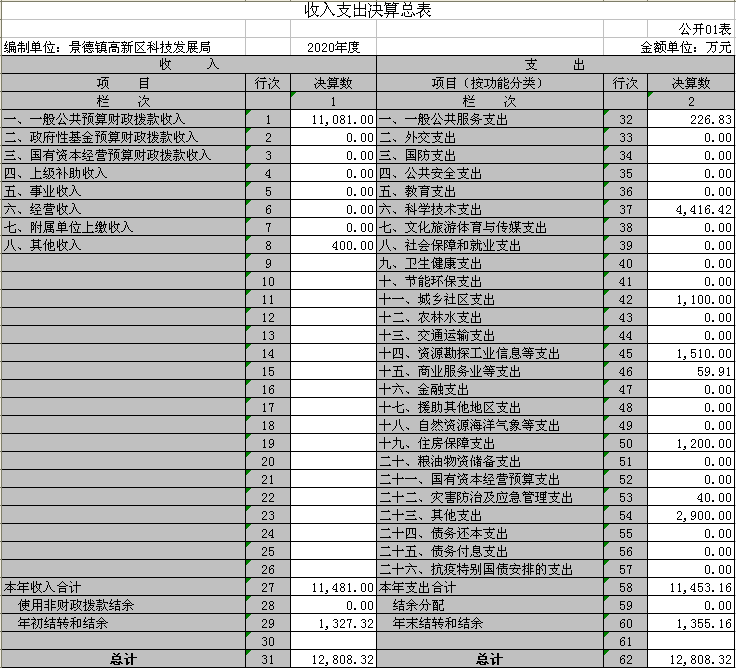 收入支出决算总表
公开01表
编制单位：景德镇高新区科技发展局 2020年度 金额单位：万元
收 入 支 出
项 目 行次 决算数 项目（按功能分类） 行次 决算数
栏 次 1 栏 次 2
一、一般公共预算财政拨款收入 1 11,081.00 一、一般公共服务支出 32 226.83
二、政府性基金预算财政拨款收入 2 0.00 二、外交支出 33 0.00
三、国有资本经营预算财政拨款收入 3 0.00 三、国防支出 34 0.00
四、上级补助收入 4 0.00 四、公共安全支出 35 0.00
五、事业收入 5 0.00 五、教育支出 36 0.00
六、经营收入 6 0.00 六、科学技术支出 37 4,416.42
七、附属单位上缴收入 7 0.00 七、文化旅游体育与传媒支出 38 0.00
八、其他收入 8 400.00 八、社会保障和就业支出 39 0.00
9 九、卫生健康支出 40 0.00
10 十、节能环保支出 41 0.00
11 十一、城乡社区支出 42 1,100.00
12 十二、农林水支出 43 0.00
13 十三、交通运输支出 44 0.00
14 十四、资源勘探工业信息等支出 45 1,510.00
15 十五、商业服务业等支出 46 59.91
16 十六、金融支出 47 0.00
17 十七、援助其他地区支出 48 0.00
18 十八、自然资源海洋气象等支出 49 0.00
19 十九、住房保障支出 50 1,200.00
20 二十、粮油物资储备支出 51 0.00
21 二十一、国有资本经营预算支出 52 0.00
22 二十二、灾害防治及应急管理支出 53 40.00
23 二十三、其他支出 54 2,900.00
24 二十四、债务还本支出 55 0.00
25 二十五、债务付息支出 56 0.00
26 二十六、抗疫特别国债安排的支出 57 0.00
本年收入合计 27 11,481.00 本年支出合计 58 11,453.16
使用非财政拨款结余 28 0.00 结余分配 59 0.00
年初结转和结余 29 1,327.32 年末结转和结余 60 1,355.16
30 61
总计 31 12,808.32 总计 62 12,808.32